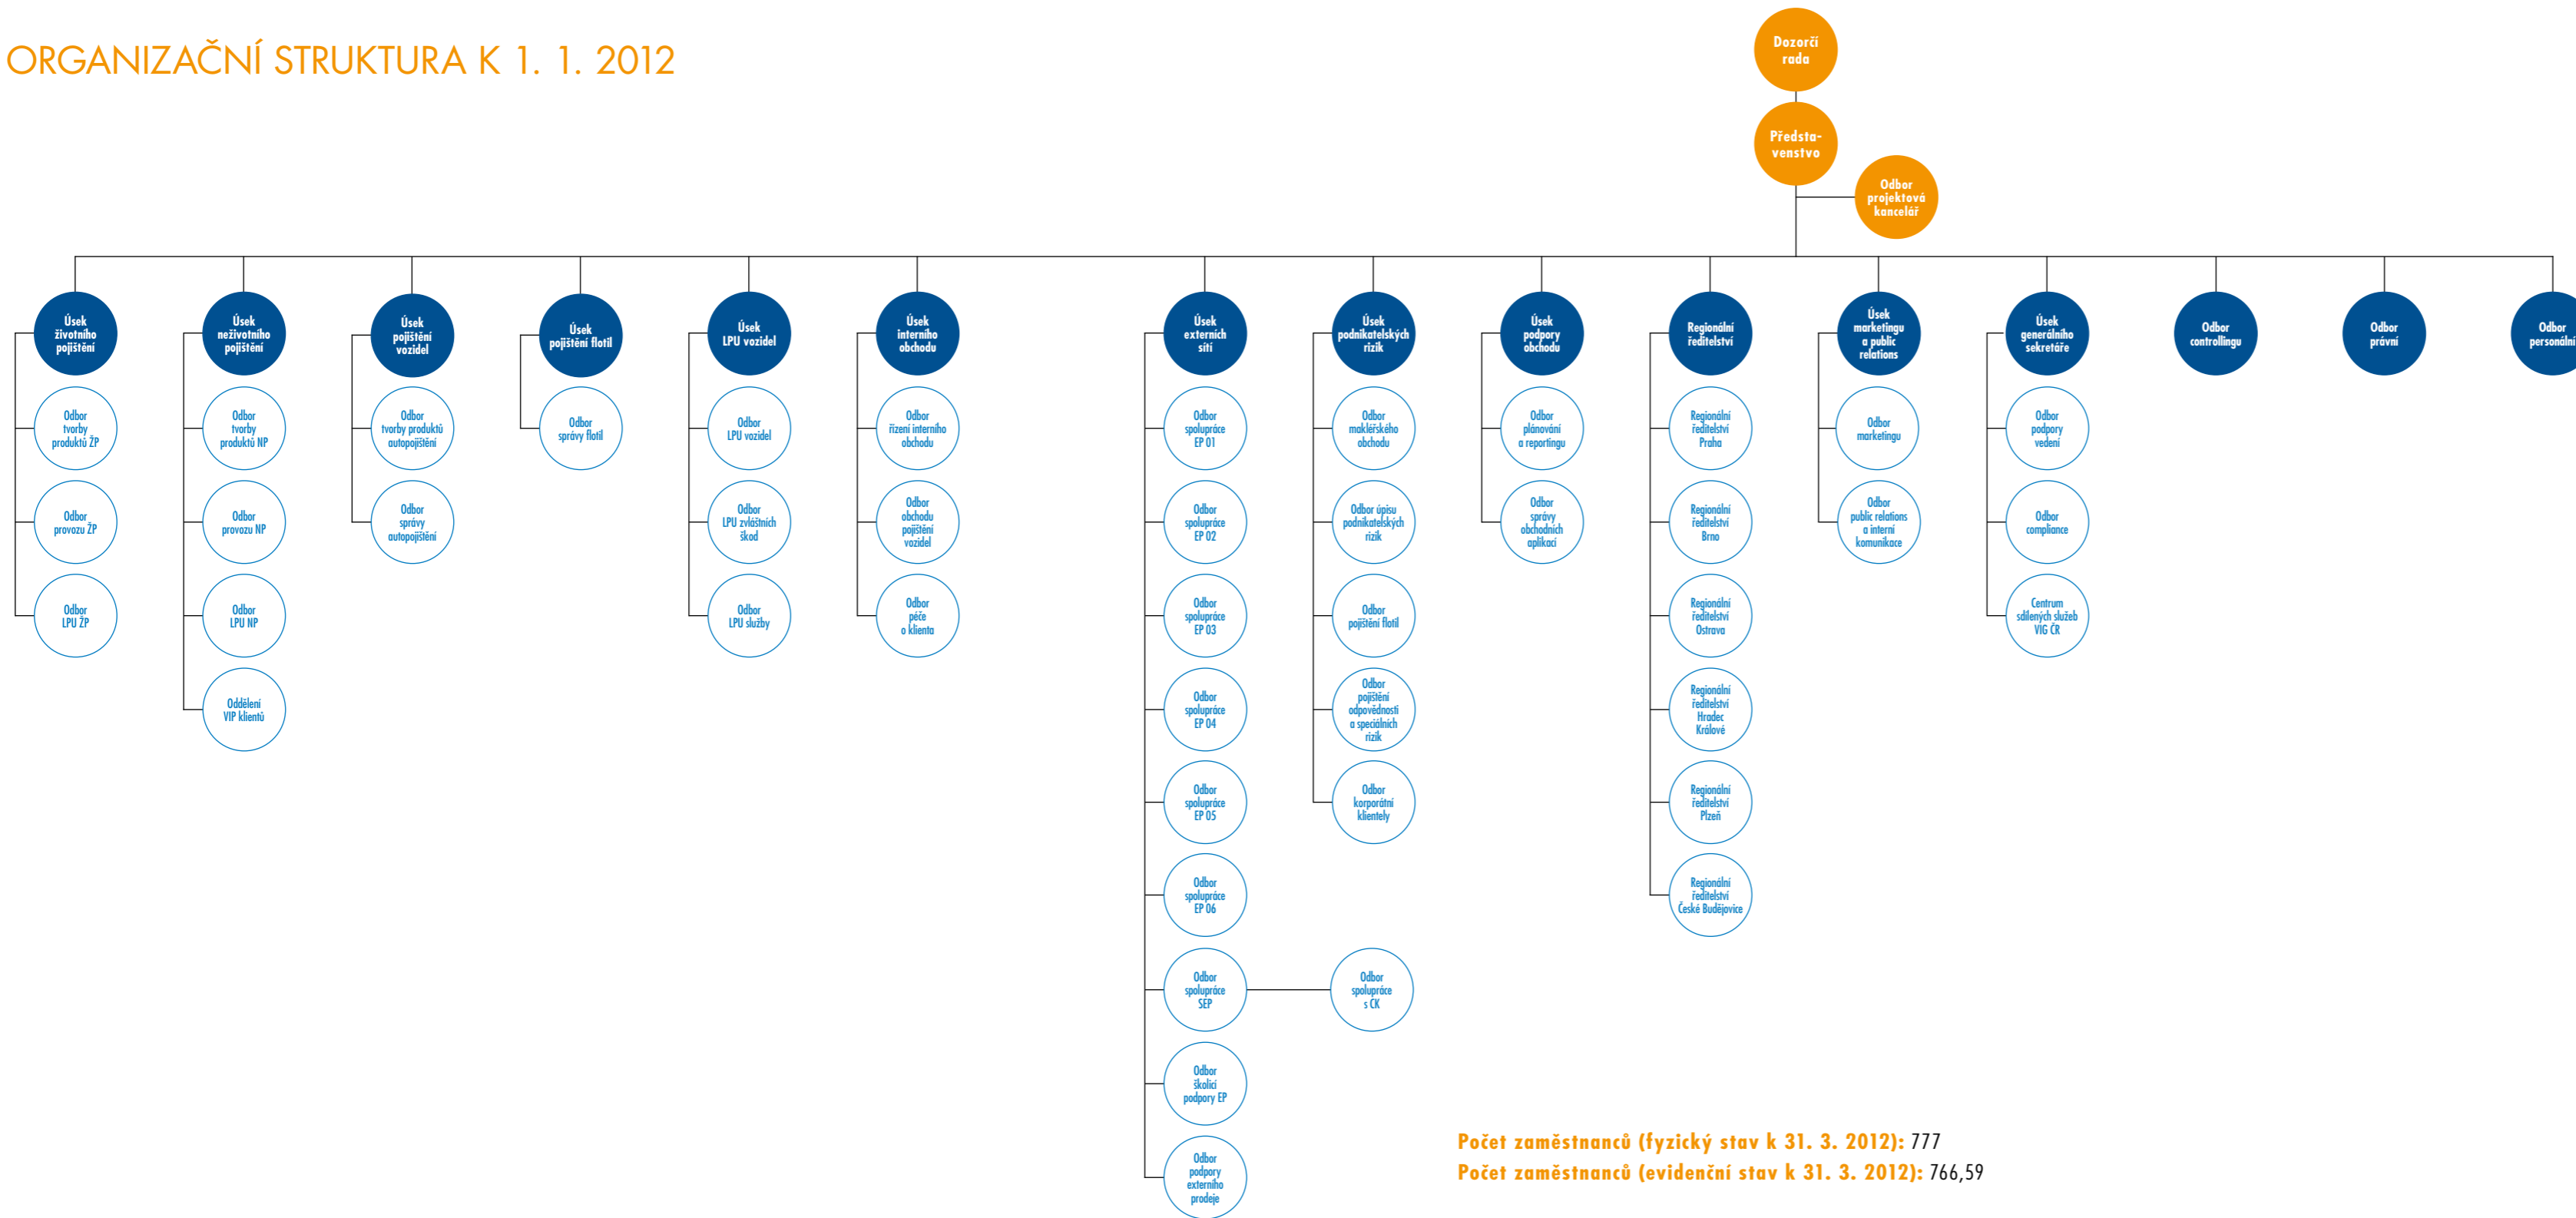 ORGANIZAČNÍ STRUKTURA K 1. 1. 2012
Dozorčí
rada
Předsta-
venstvo
Odbor
projektová
kancelář
Úsek
životního
pojištění
Odbor
tvorby
produktů ŽP
Odbor
provozu ŽP
Odbor
LPU ŽP
Úsek
neživotního
pojištění
Odbor
tvorby
produktů NP
Odbor
provozu NP
Odbor
LPU NP
Oddělení
VIP klientů
Úsek
pojištění
vozidel
Odbor
tvorby produktů
autopojištění
Odbor
správy
autopojištění
Úsek
pojištění flotil
Odbor
správy flotil
Úsek
LPU vozidel
Odbor
LPU vozidel
Odbor
LPU zvláštních
škod
Odbor
LPU služby
Úsek
interního
obchodu
Odbor
řízení interního
obchodu
Odbor
obchodu
pojištění
vozidel
Odbor
péče
o klienta
Úsek
externích
sítí
Odbor
spolupráce
EP 01
Odbor
spolupráce
EP 02
Odbor
spolupráce
EP 03
Odbor
spolupráce
EP 04
Odbor
spolupráce
EP 05
Odbor
spolupráce
EP 06
Odbor
spolupráce
SEP
Odbor
spolupráce
s CK
Odbor
školicí
podpory EP
Odbor
podpory
externího
prodeje
Úsek
podnikatelských
rizik
Odbor
makléřského
obchodu
Odbor úpisu
podnikatelských
rizik
Odbor
pojištění flotil
Odbor
pojištění
odpovědnosti
a speciálních
rizik
Odbor
korporátní
klientely
Úsek
podpory
obchodu
Odbor
plánování
a reportingu
Odbor
správy
obchodních
aplikací
Regionální
ředitelství
Regionální
ředitelství
Praha
Regionální
ředitelství
Brno
Regionální
ředitelství
Ostrava
Regionální
ředitelství
Hradec
Králové
Regionální
ředitelství
Plzeň
Regionální
ředitelství
České Budějovice
Úsek
marketingu
a public
relations
Odbor
marketingu
Odbor
public relations
a interní
komunikace
Úsek
generálního
sekretáře
Odbor
podpory
vedení
Odbor
compliance
Centrum
sdílených služeb
VIG ČR
Odbor
controllingu
Odbor
právní
Odbor
personální
Počet zaměstnanců (fyzický stav k 31. 3. 2012): 777
Počet zaměstnanců (evidenční stav k 31. 3. 2012): 766,59